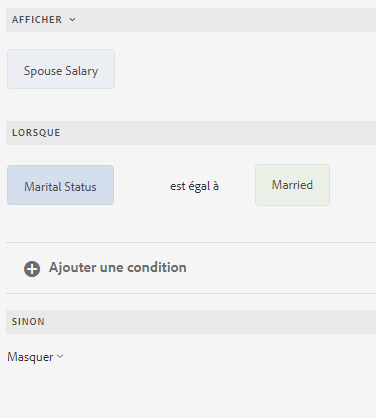 AFFICHER
Spouse Salary
LORSQUE
Marital Status est égal à Married
Ajouter une condition
SINON
Masquer